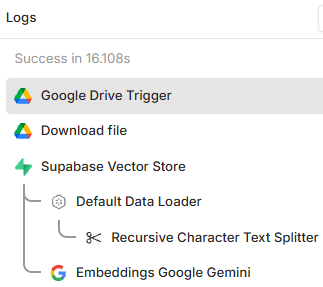 Logs
Success in 16.108s
Google Drive Trigger
Download file
Supabase Vector Store
Default Data Loader
Recursive Character Text Splitter
Embeddings Google Gemini